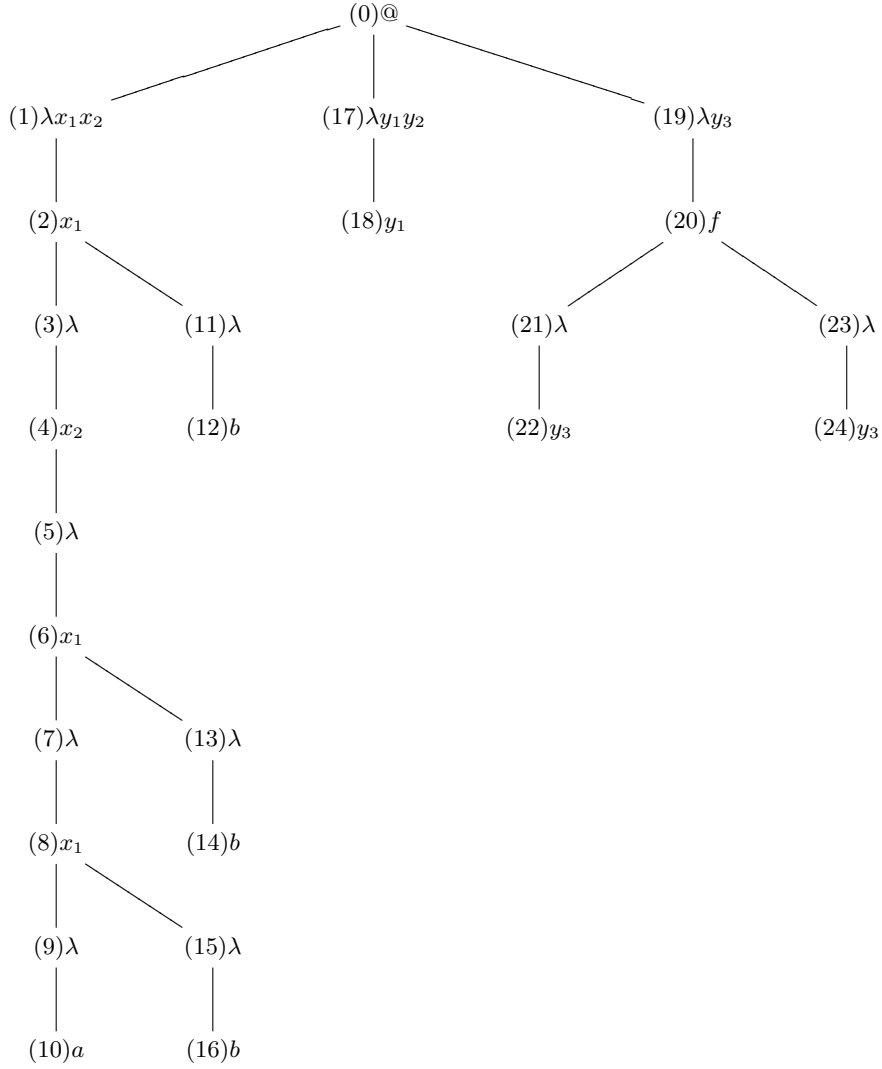 (0)@
(1)λx₁x₂ (17)λy₁y₂ (19)λy₃
(2)x₁ (18)y₁ (20)f
(3)λ (11)λ (21)λ (23)λ
(4)x₂ (12)b (22)y₃ (24)y₃
(5)λ
(6)x₁
(7)λ (13)λ
(8)x₁ (14)b
(9)λ (15)λ
(10)a (16)b